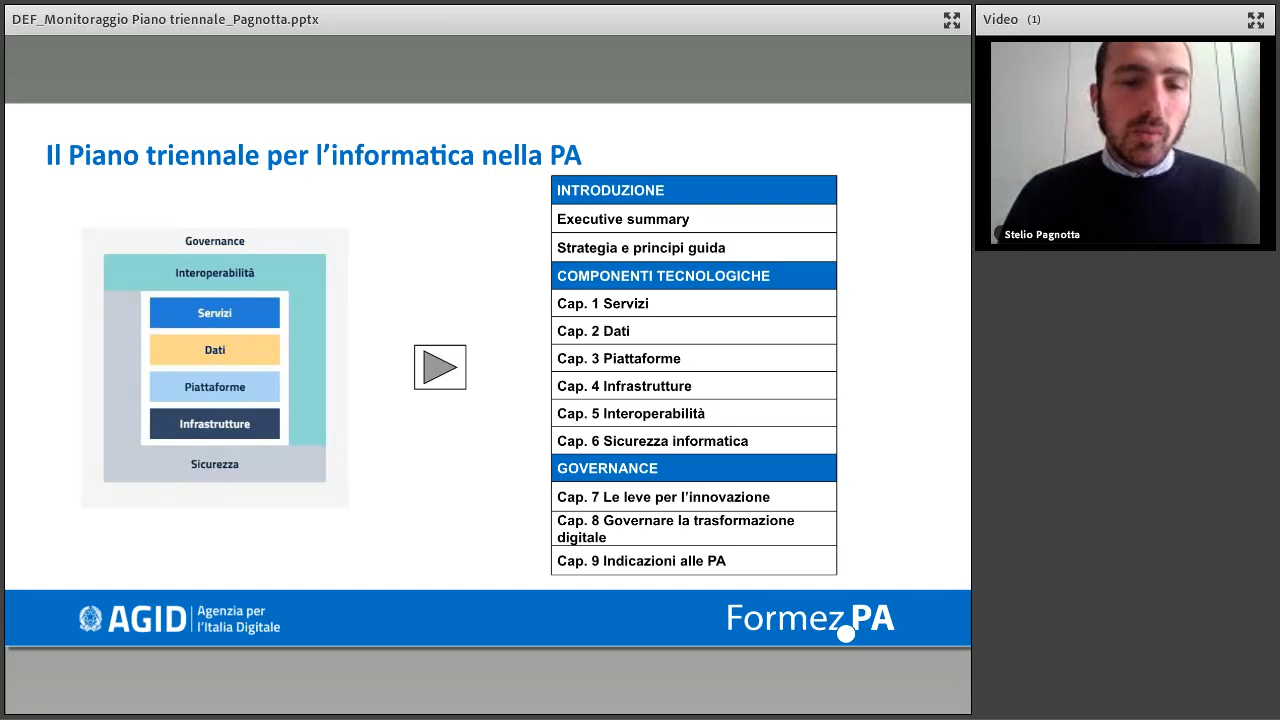 DEF_Monitoraggio Piano triennale_Pagnotta.pptx
Video (1)
Stelio Pagnotta
Il Piano triennale per l’informatica nella PA
Governance
Interoperabilità
Servizi
Dati
Piattaforme
Infrastrutture
Sicurezza
INTRODUZIONE
Executive summary
Strategia e principi guida
COMPONENTI TECNOLOGICHE
Cap. 1 Servizi
Cap. 2 Dati
Cap. 3 Piattaforme
Cap. 4 Infrastrutture
Cap. 5 Interoperabilità
Cap. 6 Sicurezza informatica
GOVERNANCE
Cap. 7 Le leve per l’innovazione
Cap. 8 Governare la trasformazione
digitale
Cap. 9 Indicazioni alle PA
AGID
Agenzia per
l’Italia Digitale
Formez PA